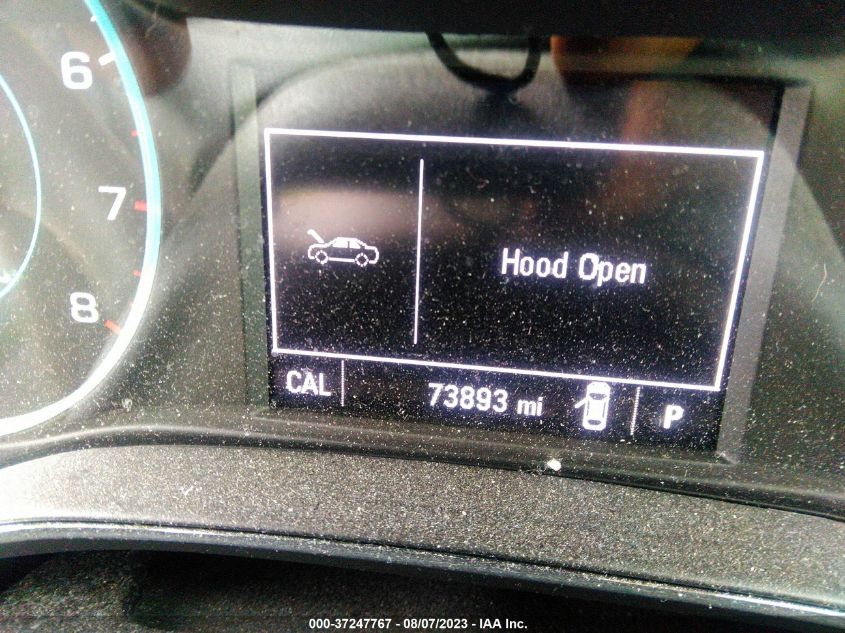 6
7
8
Hood Open
CAL
73893 mi
P
000-37247767 - 08/07/2023 - IAA Inc.